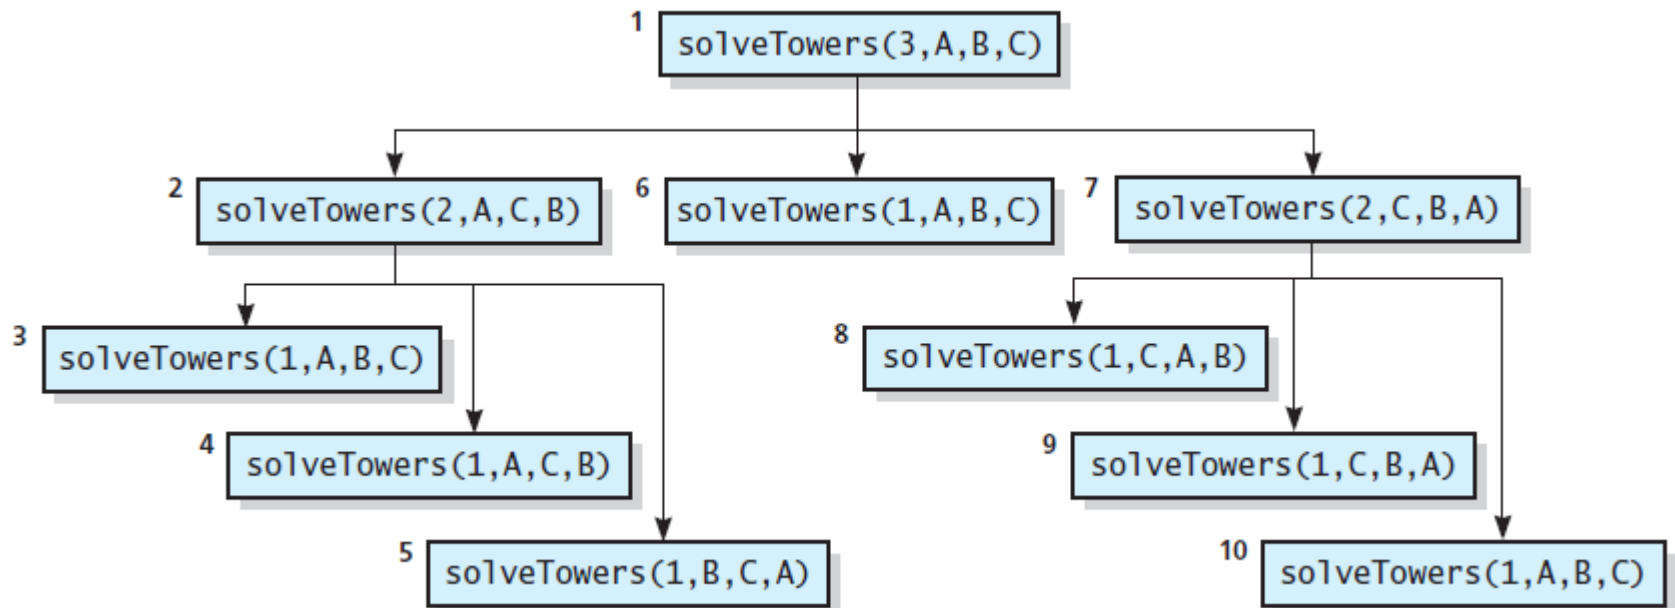 1 solveTowers(3,A,B,C)
2 solveTowers(2,A,C,B)
6 solveTowers(1,A,B,C)
7 solveTowers(2,C,B,A)
3 solveTowers(1,A,B,C)
8 solveTowers(1,C,A,B)
4 solveTowers(1,A,C,B)
9 solveTowers(1,C,B,A)
5 solveTowers(1,B,C,A)
10 solveTowers(1,A,B,C)